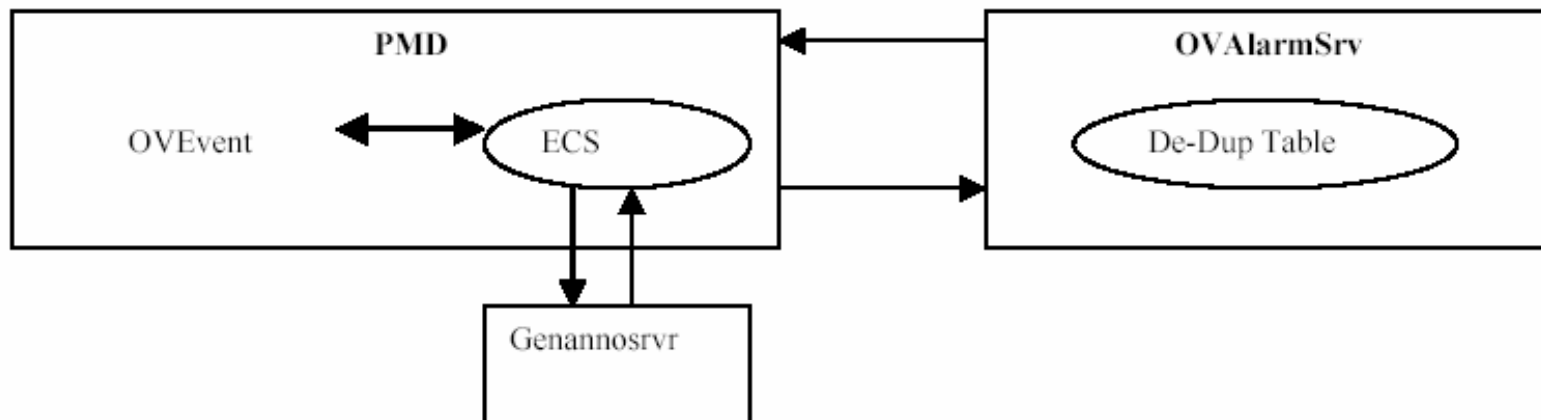 PMD
OVAlarmSrv
OVEvent
ECS
De-Dup Table
Genannosrvr